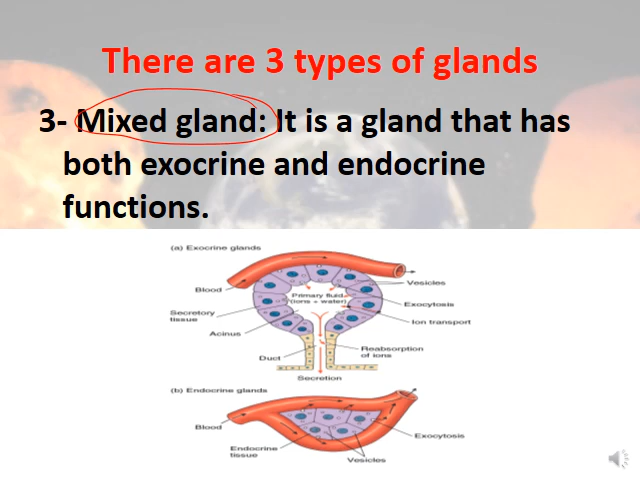 There are 3 types of glands
3- Mixed gland: It is a gland that has
both exocrine and endocrine
functions.
(a) Exocrine glands
Blood
Vesicles
Primary fluid
(ions + water)
Exocytosis
Secretory
tissue
Ion transport
Acinus
Duct
Reabsorption
of ions
Secretion
(b) Endocrine glands
Blood
Exocytosis
Endocrine
tissue
Vesicles